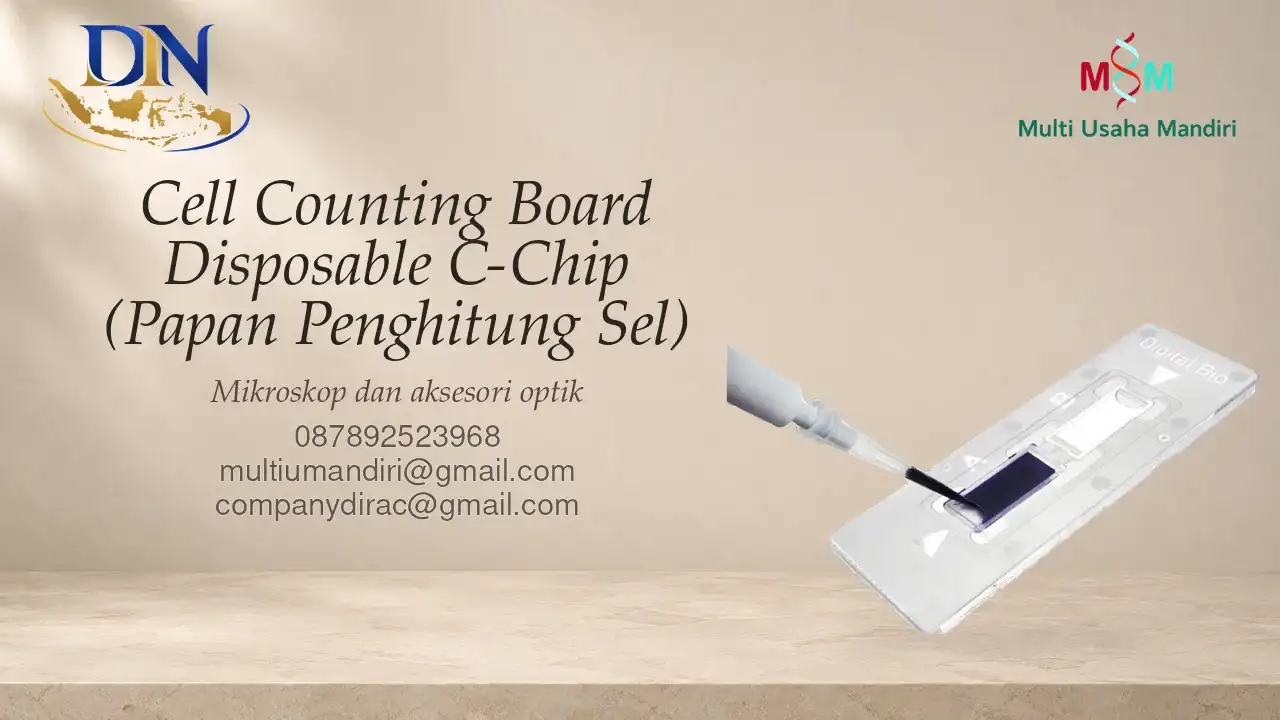 DN
MSM
Multi Usaha Mandiri
Cell Counting Board
Disposable C-Chip
(Papan Penghitung Sel)
Mikroskop dan aksesori optik
087892523968
multiumandiri@gmail.com
companydirac@gmail.com
Digital Bio
B
A